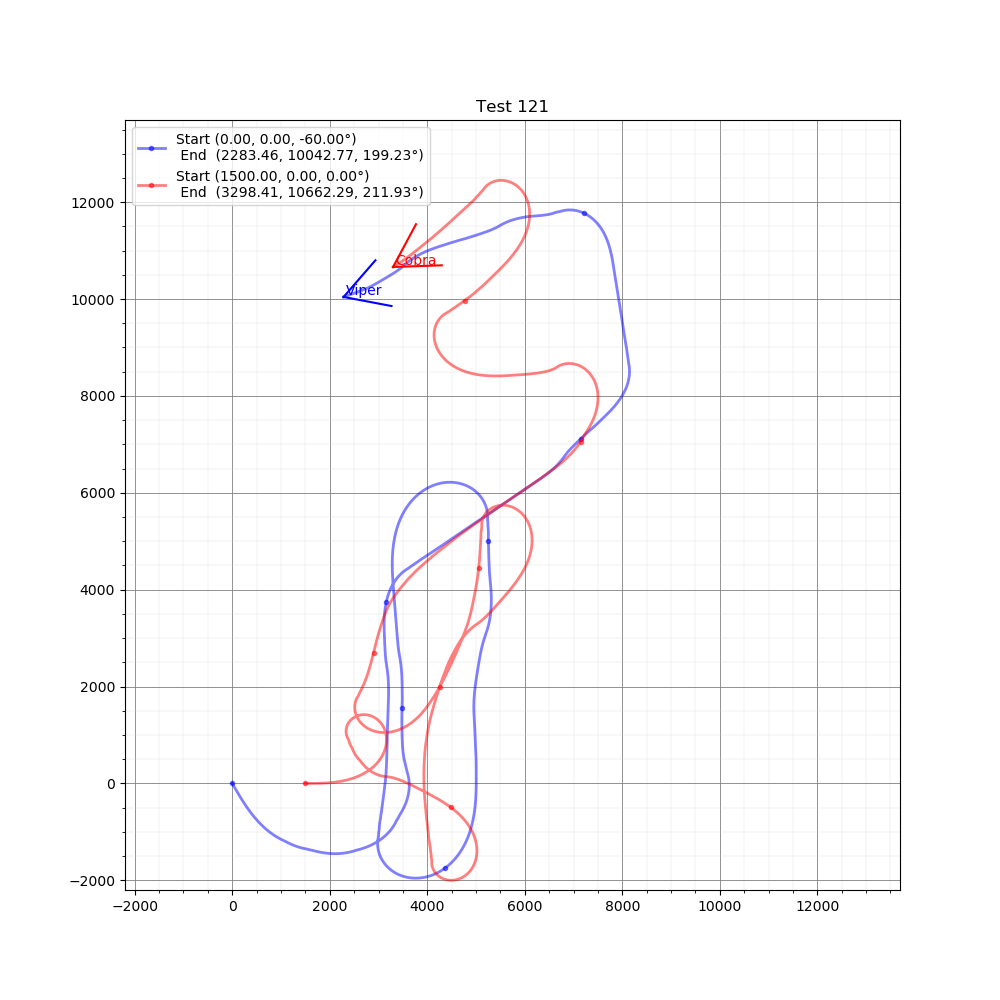 Test 121
Start (0.00, 0.00, -60.00°)
End (2283.46, 10042.77, 199.23°)
Start (1500.00, 0.00, 0.00°)
End (3298.41, 10662.29, 211.93°)
12000
Cobra
Viper
10000
8000
6000
4000
2000
0
−2000
−2000 0 2000 4000 6000 8000 10000 12000